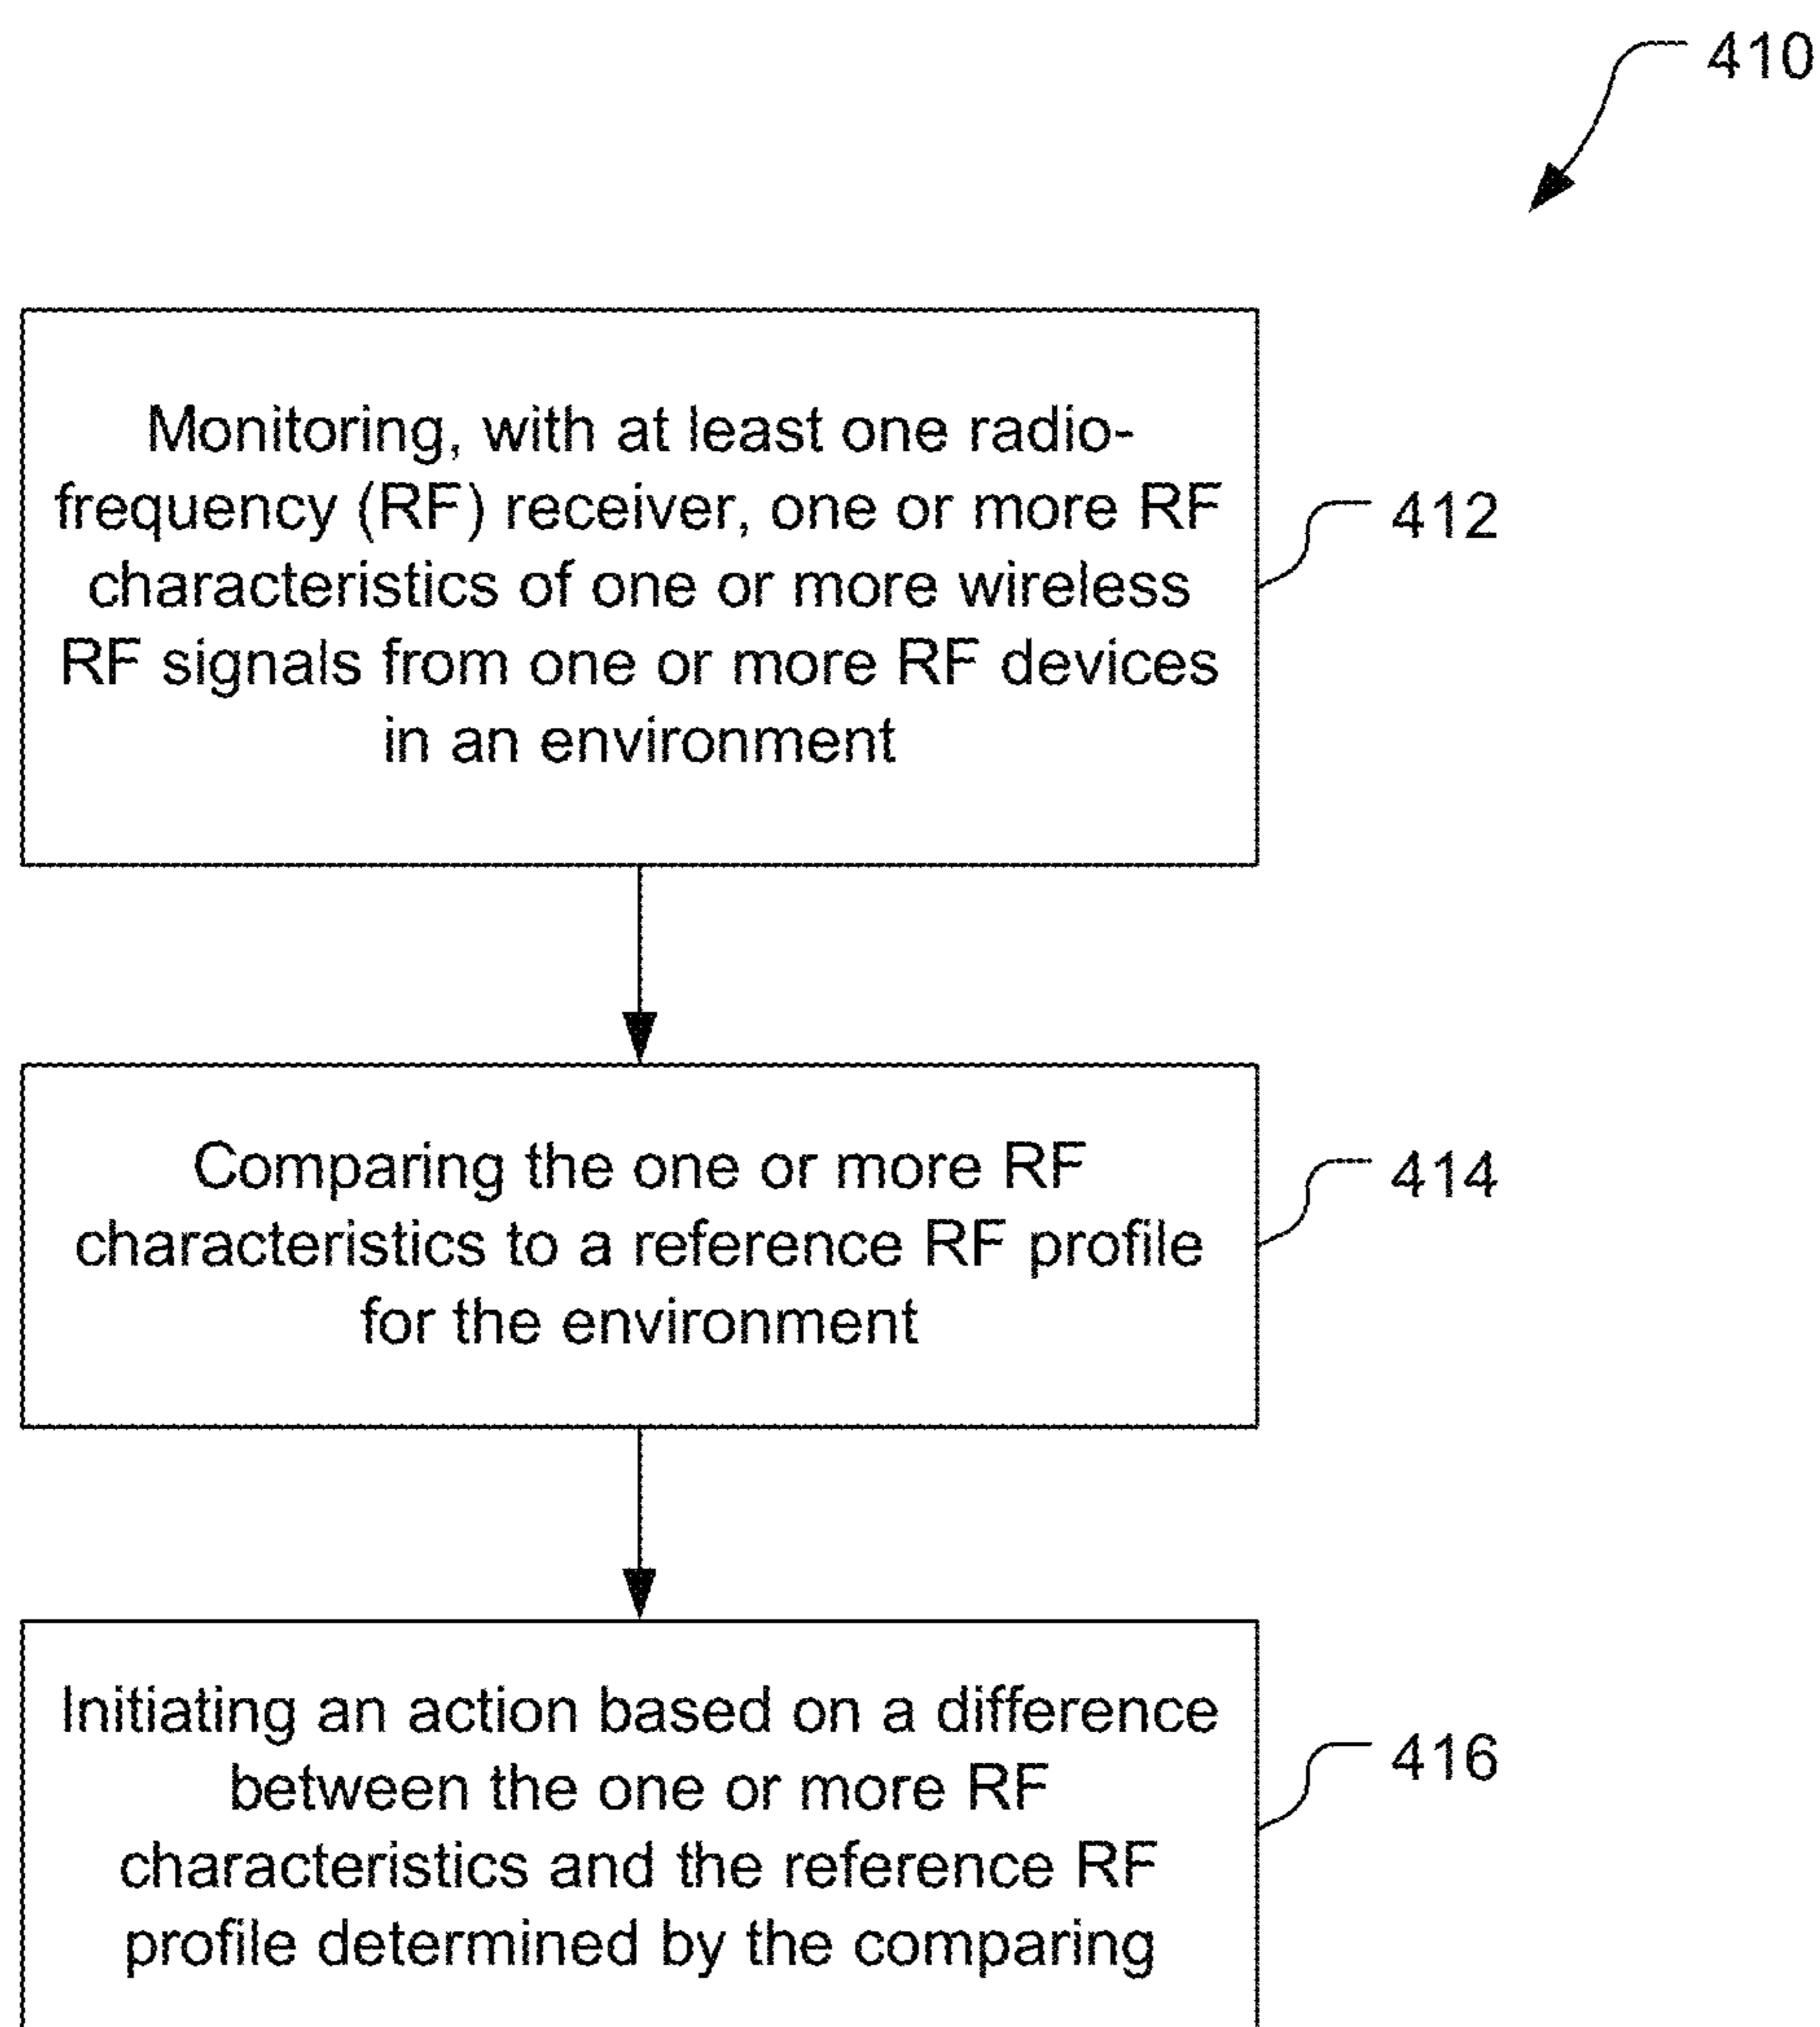 410
Monitoring, with at least one radio-
frequency (RF) receiver, one or more RF
characteristics of one or more wireless
RF signals from one or more RF devices
in an environment
412
Comparing the one or more RF
characteristics to a reference RF profile
for the environment
414
Initiating an action based on a difference
between the one or more RF
characteristics and the reference RF
profile determined by the comparing
416